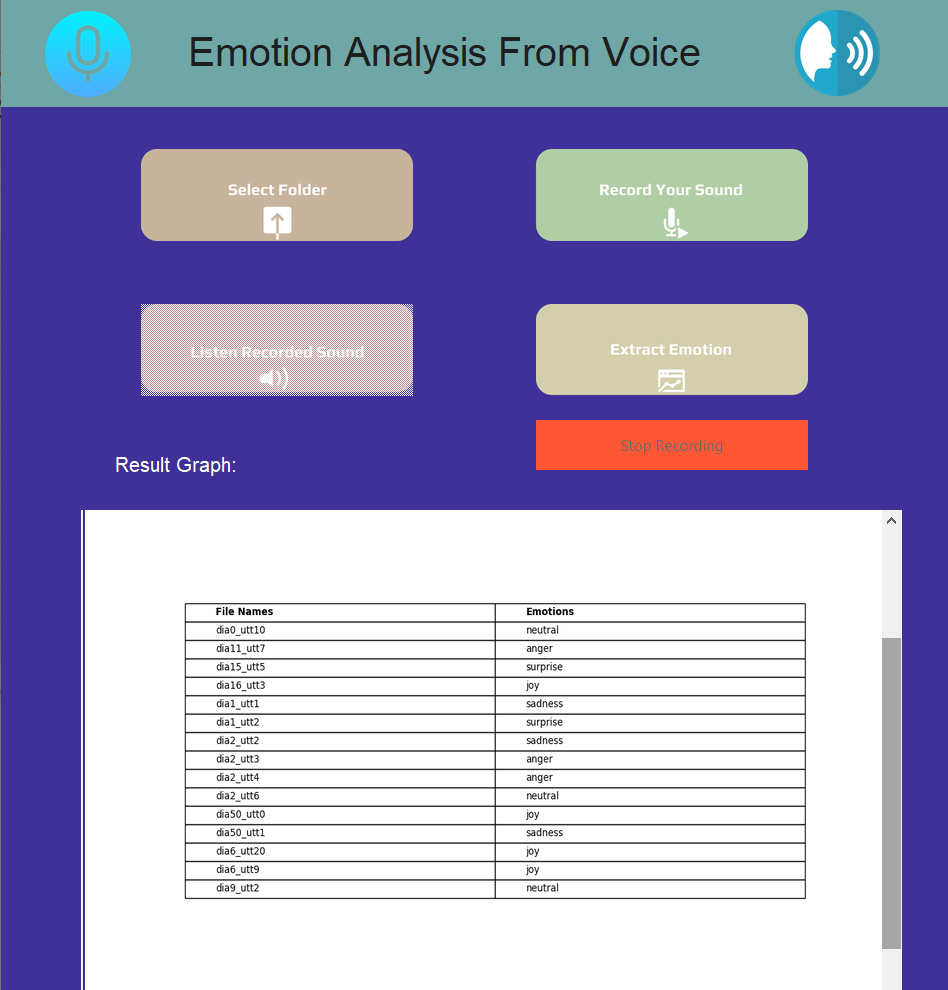 Emotion Analysis From Voice
Select Folder
Record Your Sound
Listen Recorded Sound
Extract Emotion
Stop Recording
Result Graph:
File Names Emotions
dia0_utt10 neutral
dia11_utt7 anger
dia15_utt5 surprise
dia16_utt3 joy
dia1_utt1 sadness
dia1_utt2 surprise
dia2_utt2 sadness
dia2_utt3 anger
dia2_utt4 anger
dia2_utt6 neutral
dia50_utt0 joy
dia50_utt1 sadness
dia6_utt20 joy
dia6_utt9 joy
dia9_utt2 neutral